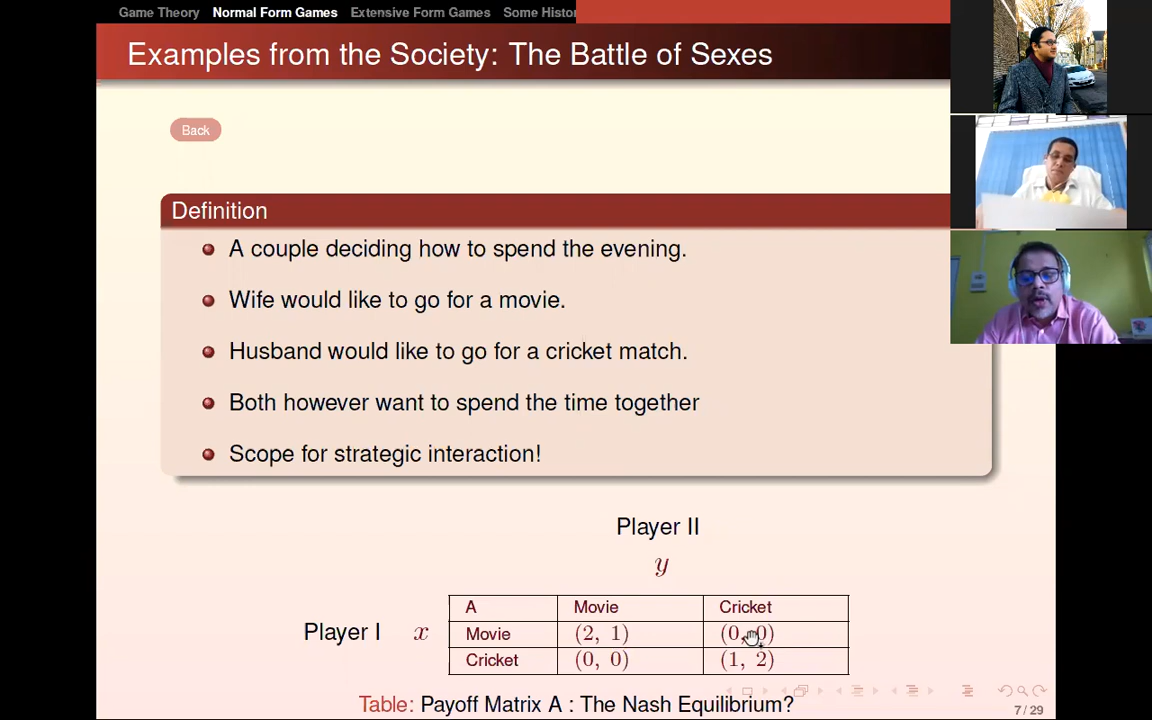 Game Theory Normal Form Games Extensive Form Games Some Histo
Examples from the Society: The Battle of Sexes
Back
Definition
A couple deciding how to spend the evening.
Wife would like to go for a movie.
Husband would like to go for a cricket match.
Both however want to spend the time together
Scope for strategic interaction!
Player II
y
A Movie Cricket
Player I x Movie (2, 1) (0, 0)
Cricket (0, 0) (1, 2)
Table: Payoff Matrix A : The Nash Equilibrium?
7 / 29